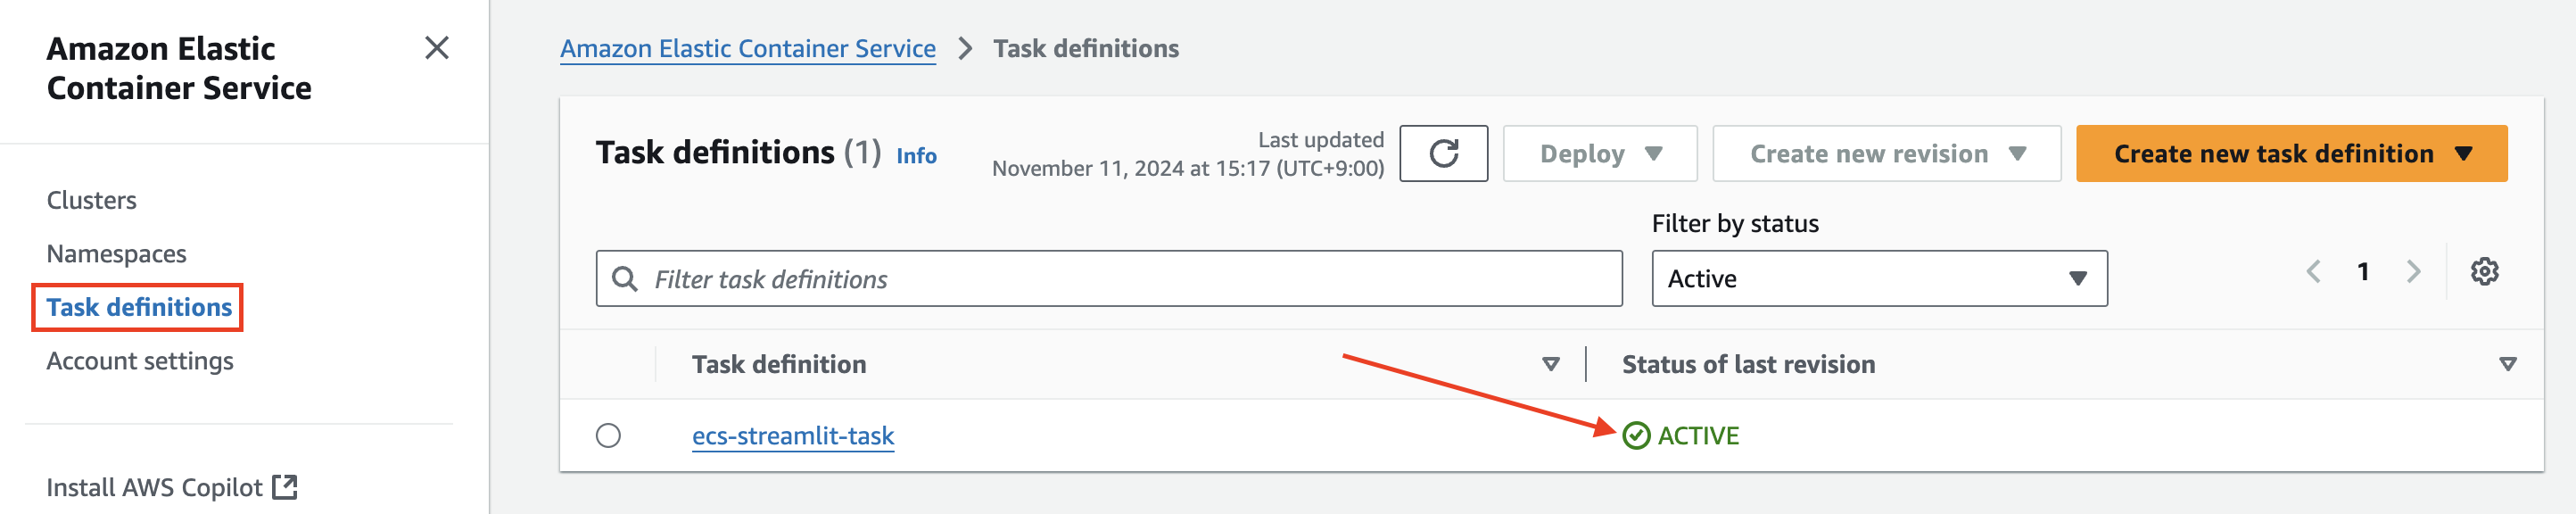 Amazon Elastic
Container Service
Clusters
Namespaces
Task definitions
Account settings
Install AWS Copilot
Amazon Elastic Container Service > Task definitions
Task definitions (1) Info
Last updated
November 11, 2024 at 15:17 (UTC+9:00)
Deploy
Create new revision
Create new task definition
Filter by status
Filter task definitions
Active
1
Task definition
Status of last revision
ecs-streamlit-task
ACTIVE